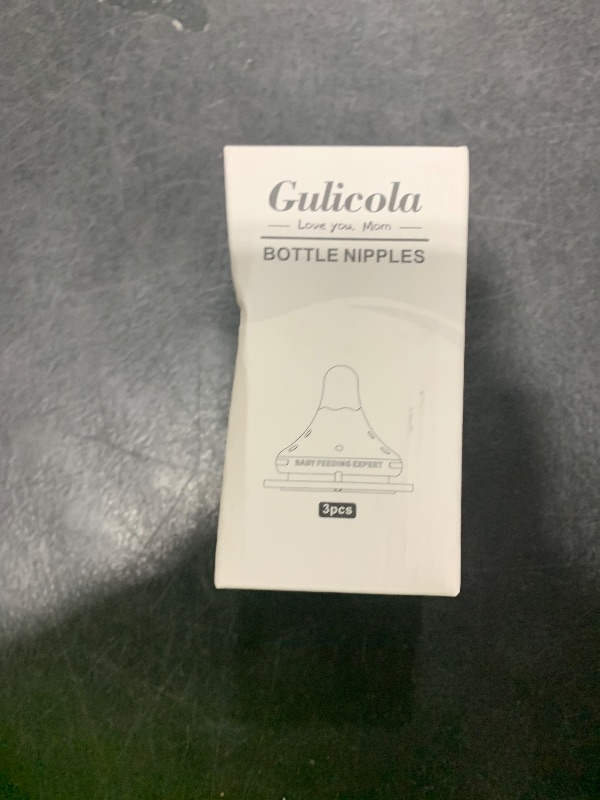 Gulicola
Love you, Mom
BOTTLE NIPPLES
BABY FEEDING EXPERT
3pcs